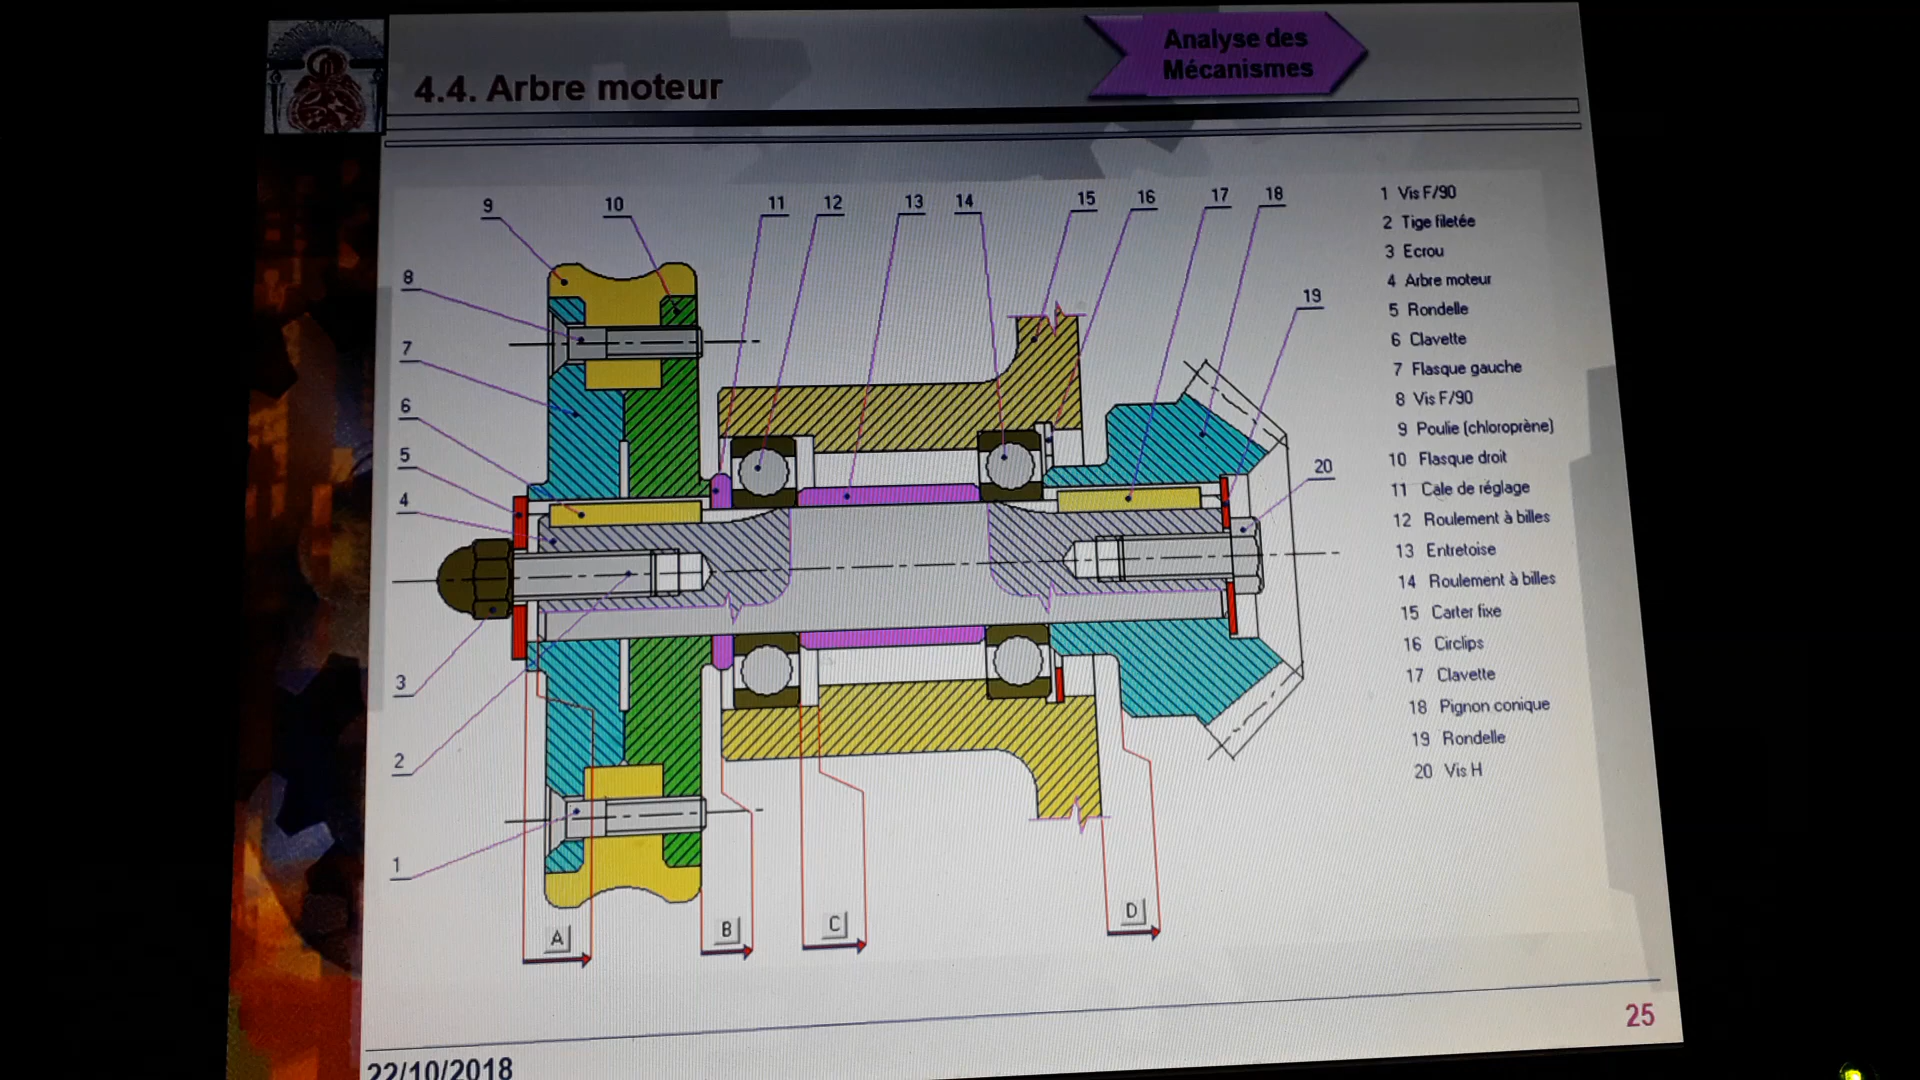 Analyse des
Mécanismes
4.4. Arbre moteur
9
10
11
12
13
14
15
16
17
18
8
7
6
5
4
3
2
1
19
20
A
B
C
D
1 Vis F/90
2 Tige filetée
3 Ecrou
4 Arbre moteur
5 Rondelle
6 Clavette
7 Flasque gauche
8 Vis F/90
9 Poulie (chloroprène)
10 Flasque droit
11 Cale de réglage
12 Roulement à billes
13 Entretoise
14 Roulement à billes
15 Carter fixe
16 Circlips
17 Clavette
18 Pignon conique
19 Rondelle
20 Vis H
25
22/10/2018